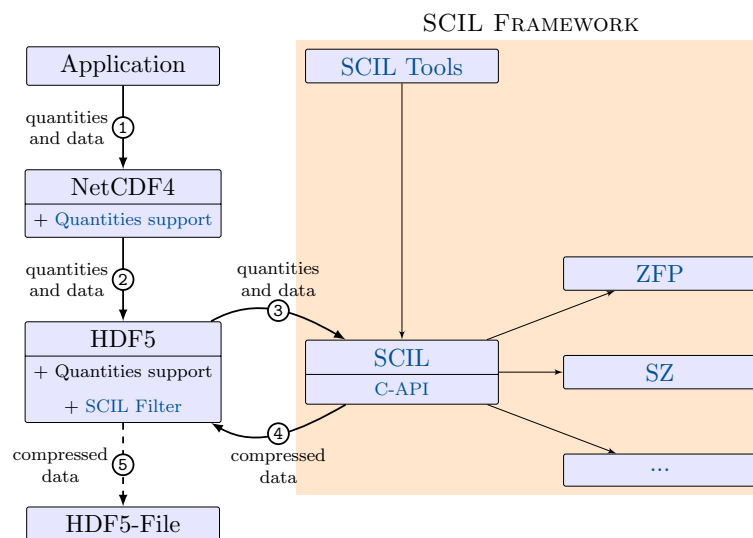 SCIL FRAMEWORK
Application
SCIL Tools
quantities
and data
1
NetCDF4
+ Quantities support
quantities
and data
2
quantities
and data
3
ZFP
HDF5
+ Quantities support
+ SCIL Filter
SCIL
C-API
SZ
4
compressed
data
compressed
data
5
...
HDF5-File